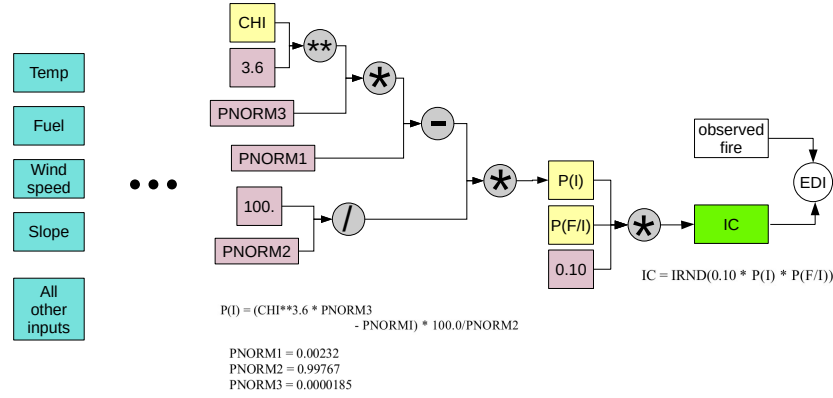 Temp
Fuel
Wind
speed
Slope
All
other
inputs
CHI
3.6
**
PNORM3
*
PNORM1
-
100.
PNORM2
/
*
P(I)
P(F/I)
0.10
*
IC
observed
fire
EDI
IC = IRND(0.10 * P(I) * P(F/I))
P(I) = (CHI**3.6 * PNORM3
- PNORMI) * 100.0/PNORM2
PNORM1 = 0.00232
PNORM2 = 0.99767
PNORM3 = 0.0000185